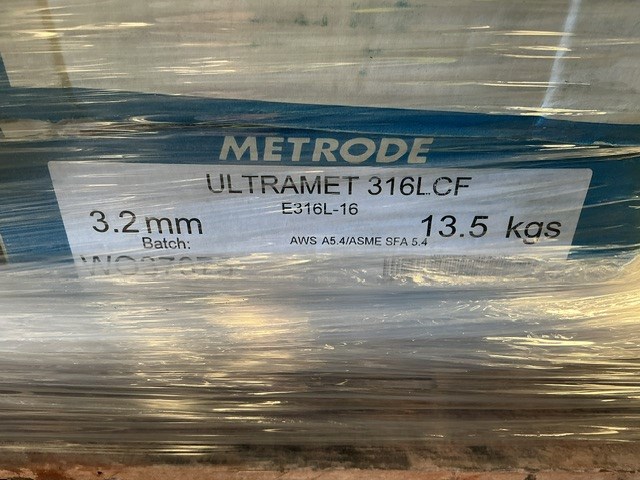 METRODE
ULTRAMET 316LCF
E316L-16
3.2 mm
13.5 kgs
Batch:
AWS A5.4/ASME SFA 5.4